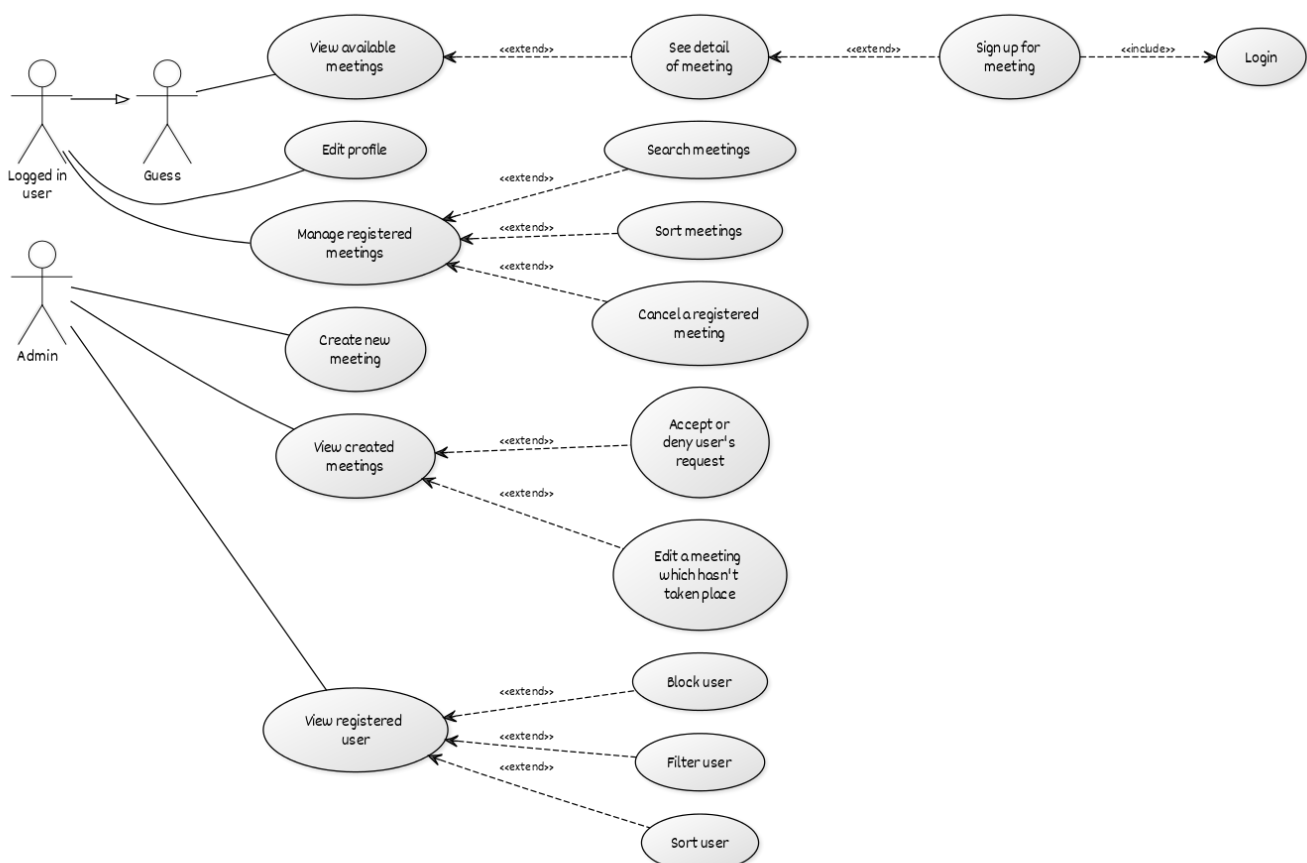 View available
meetings
<<extend>>
See detail
of meeting
<<extend>>
Sign up for
meeting
<<include>>
Login
Logged in
user
Guess
Edit profile
Search meetings
<<extend>>
Manage registered
meetings
<<extend>>
Sort meetings
<<extend>>
Cancel a registered
meeting
Admin
Create new
meeting
View created
meetings
<<extend>>
Accept or
deny user's
request
<<extend>>
Edit a meeting
which hasn't
taken place
View registered
user
<<extend>>
Block user
<<extend>>
Filter user
<<extend>>
Sort user